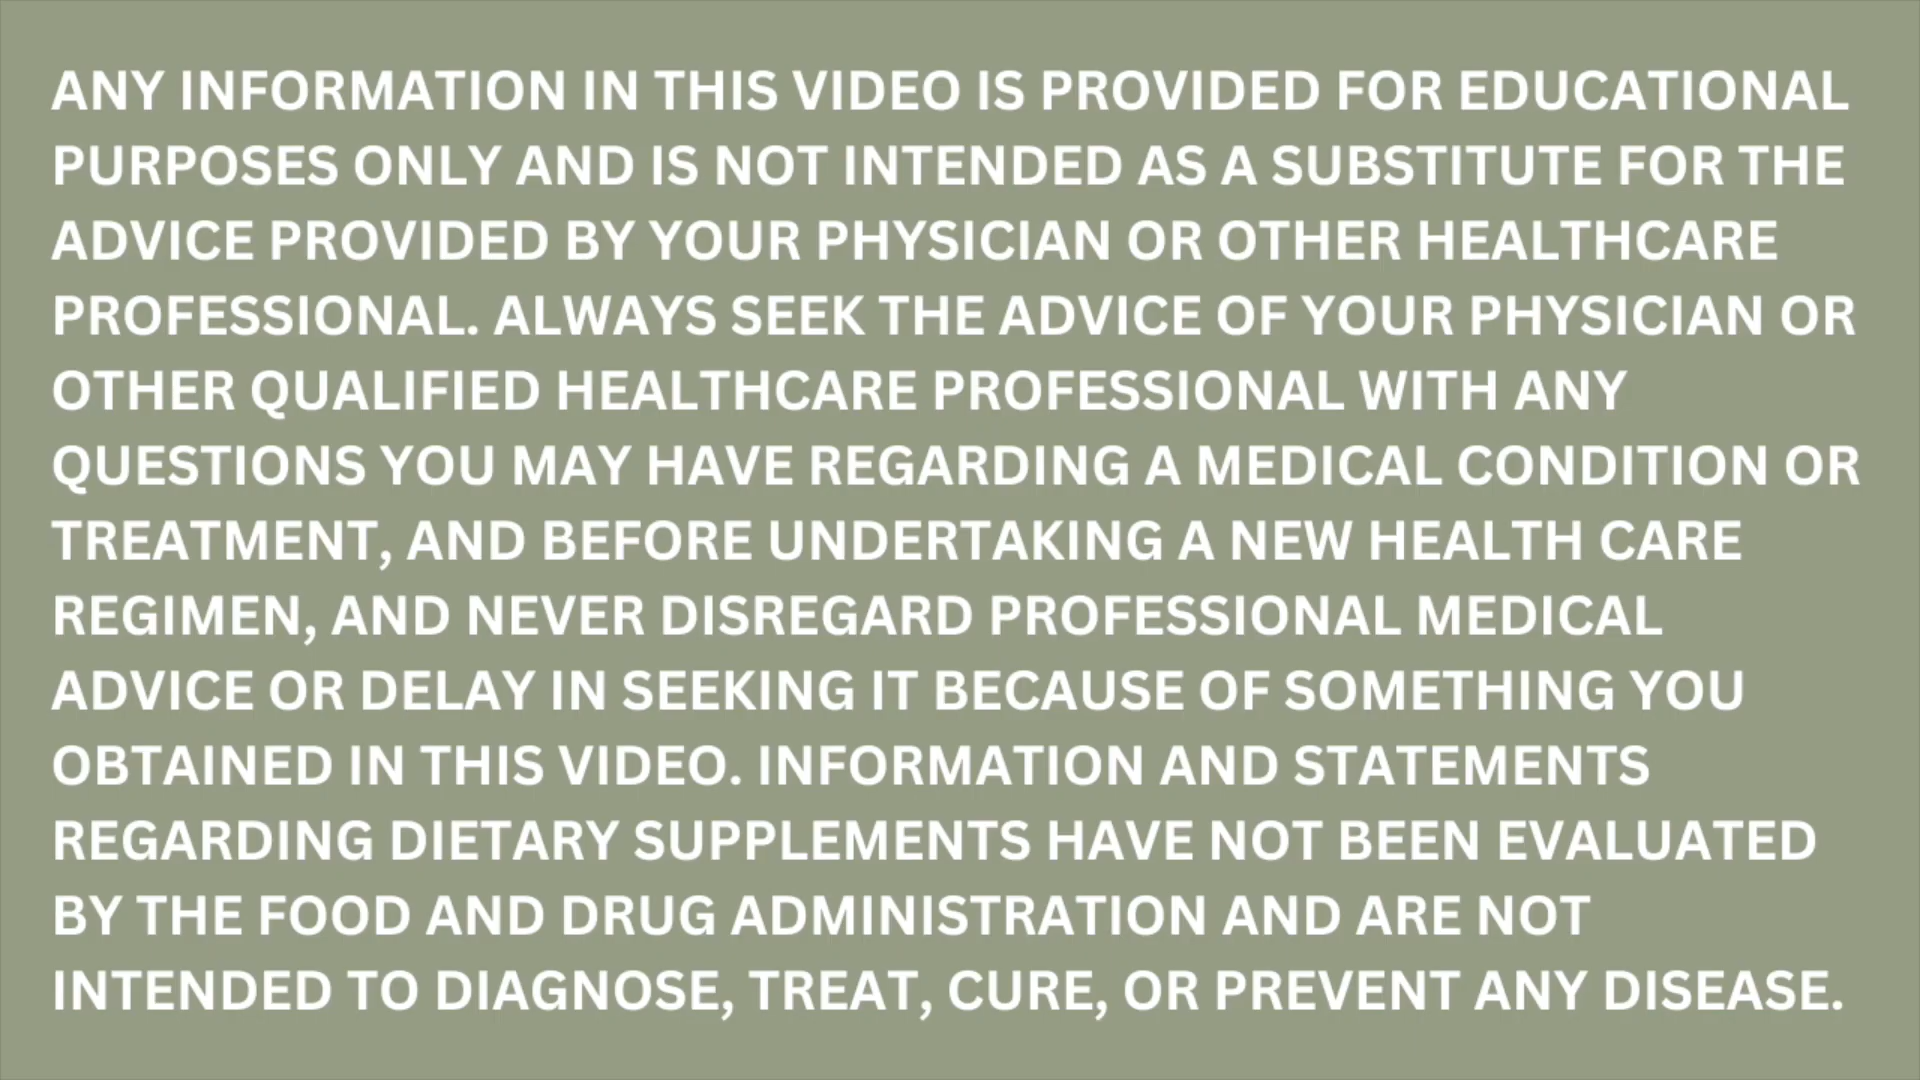 ANY INFORMATION IN THIS VIDEO IS PROVIDED FOR EDUCATIONAL
PURPOSES ONLY AND IS NOT INTENDED AS A SUBSTITUTE FOR THE
ADVICE PROVIDED BY YOUR PHYSICIAN OR OTHER HEALTHCARE
PROFESSIONAL. ALWAYS SEEK THE ADVICE OF YOUR PHYSICIAN OR
OTHER QUALIFIED HEALTHCARE PROFESSIONAL WITH ANY
QUESTIONS YOU MAY HAVE REGARDING A MEDICAL CONDITION OR
TREATMENT, AND BEFORE UNDERTAKING A NEW HEALTH CARE
REGIMEN, AND NEVER DISREGARD PROFESSIONAL MEDICAL
ADVICE OR DELAY IN SEEKING IT BECAUSE OF SOMETHING YOU
OBTAINED IN THIS VIDEO. INFORMATION AND STATEMENTS
REGARDING DIETARY SUPPLEMENTS HAVE NOT BEEN EVALUATED
BY THE FOOD AND DRUG ADMINISTRATION AND ARE NOT
INTENDED TO DIAGNOSE, TREAT, CURE, OR PREVENT ANY DISEASE.